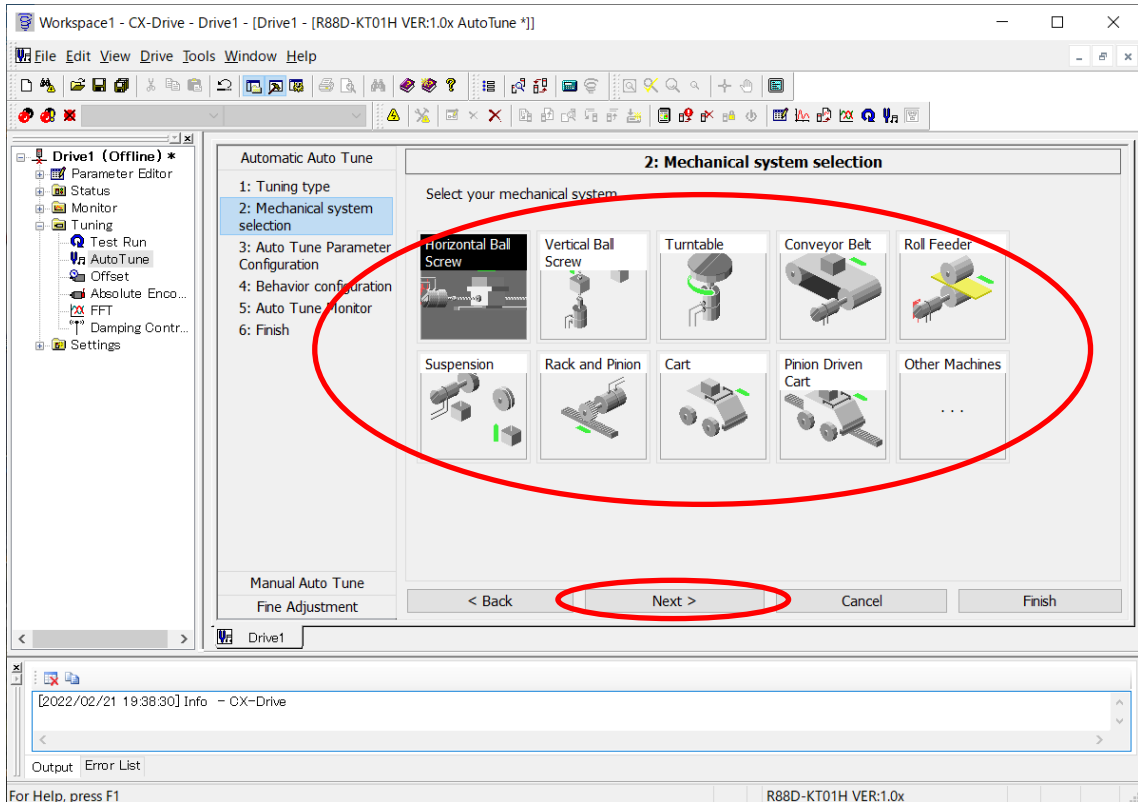 Workspace1 - CX-Drive - Drive1 - [Drive1 - [R88D-KT01H VER:1.0x AutoTune *]]
File Edit View Drive Tools Window Help
Drive1 (Offline) *
Parameter Editor
Status
Monitor
Tuning
Test Run
AutoTune
Offset
Absolute Enco...
FFT
Damping Contr...
Settings
Automatic Auto Tune
1: Tuning type
2: Mechanical system
selection
3: Auto Tune Parameter
Configuration
4: Behavior configuration
5: Auto Tune Monitor
6: Finish
Manual Auto Tune
Fine Adjustment
2: Mechanical system selection
Select your mechanical system
Horizontal Ball
Screw
Vertical Ball
Screw
Turntable
Conveyor Belt
Roll Feeder
Suspension
Rack and Pinion
Cart
Pinion Driven
Cart
Other Machines
...
< Back
Next >
Cancel
Finish
Drive1
[2022/02/21 19:38:30] Info - CX-Drive
Output
Error List
For Help, press F1
R88D-KT01H VER:1.0x